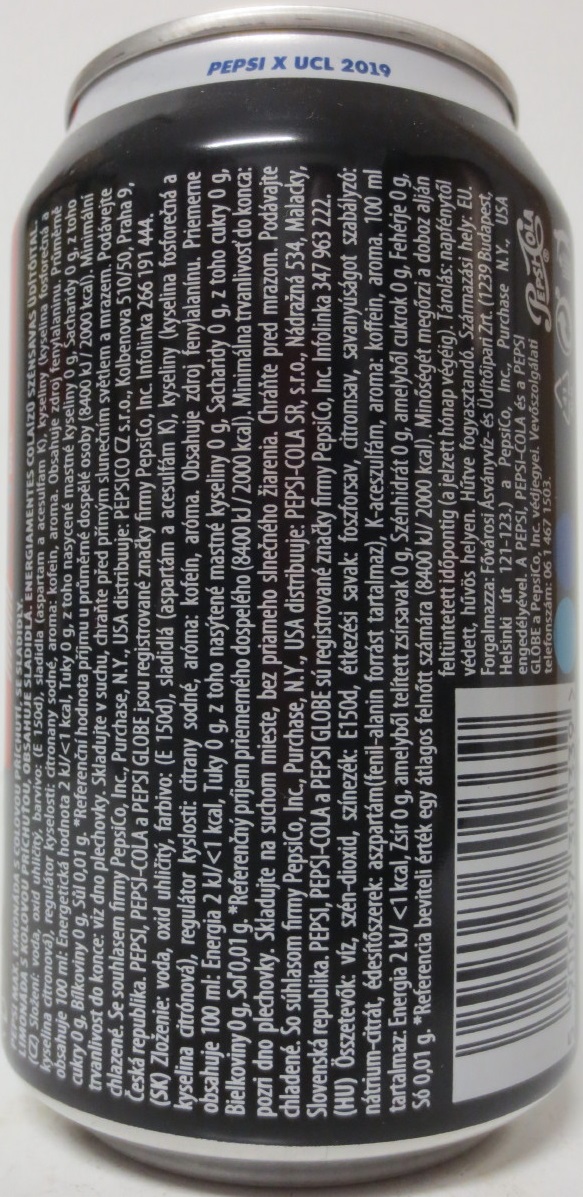 PEPSI X UCL 2019
LIMONÁDA S KOLOVOU PRÍCHUŤOU, OBSAHUJE SLADIDLÁ. ENERGIAMENTES COLA ÍZŰ SZÉNSAVAS ÜDÍTŐITAL.
(CZ) Složení: voda, oxid uhličitý, barvivo: (E 150d), sladidla (aspartam a acesulfam K), kyseliny (kyselina fosforečná a
kyselina citronová), regulátor kyselosti: citronany sodné, aroma: kofein, aroma. Obsahuje zdroj fenylalaninu. Průměrně
obsahuje 100 ml: Energetická hodnota 2 kJ/<1 kcal, Tuky 0 g, z toho nasycené mastné kyseliny 0 g, Sacharidy 0 g, z toho
cukry 0 g, Bílkoviny 0 g, Sůl 0,01 g. *Referenční hodnota příjmu u průměrné dospělé osoby (8400 kJ / 2000 kcal). Minimální
trvanlivost do konce: viz dno plechovky. Skladujte v suchu, chraňte před přímým slunečním světlem a mrazem. Podávejte
chlazené. Se souhlasem firmy PepsiCo, Inc., Purchase, N.Y., USA distribuuje: PEPSICO CZ s.r.o., Kolbenova 510/50, Praha 9,
Česká republika. PEPSI, PEPSI-COLA a PEPSI GLOBE jsou registrované značky firmy PepsiCo, Inc. Infolinka 266 191 444.
(SK) Zloženie: voda, oxid uhličitý, farbivo: (E 150d), sladidlá (aspartám a acesulfám K), kyseliny (kyselina fosforečná a
kyselina citrónová), regulátor kyslosti: citrany sodné, aróma: kofeín, aróma. Obsahuje zdroj fenylalanínu. Priemerne
obsahuje 100 ml: Energia 2 kJ/<1 kcal, Tuky 0 g, z toho nasýtené mastné kyseliny 0 g, Sacharidy 0 g, z toho cukry 0 g,
Bielkoviny 0 g, Soľ 0,01 g. *Referenčný príjem priemerného dospelého (8400 kJ / 2000 kcal). Minimálna trvanlivosť do konca:
pozri dno plechovky. Skladujte na suchom mieste, bez priameho slnečného žiarenia. Chráňte pred mrazom. Podávajte
chladené. So súhlasom firmy PepsiCo, Inc., Purchase, N.Y., USA distribuuje: PEPSI-COLA SR, s.r.o., Nádražná 534, Malacky,
Slovenská republika. PEPSI, PEPSI-COLA a PEPSI GLOBE sú registrované značky firmy PepsiCo, Inc. Infolinka 347 963 222.
(HU) Összetevők: víz, szén-dioxid, színezék: E150d, étkezési savak: foszforsav, citromsav, savanyúságot szabályzó:
nátrium-citrát, édesítőszerek: aszpartám(fenil-alanin forrást tartalmaz), K-aceszulfám, aroma: koffein, aroma. 100 ml
tartalmaz: Energia 2 kJ/ <1 kcal, Zsír 0 g, amelyből telített zsírsavak 0 g, Szénhidrát 0 g, amelyből cukrok 0 g, Fehérje 0 g,
Só 0,01 g. *Referencia beviteli érték egy átlagos felnőtt számára (8400 kJ/ 2000 kcal). Minőségét megőrzi a doboz alján
feltüntetett időpontig (a jelzett hónap végéig). Tárolás: napfénytől
védett, hűvös helyen. Hűtve fogyasztandó. Származási hely: EU.
Forgalmazza: Fővárosi Ásványvíz- és Üdítőipari Zrt. (1239 Budapest,
Helsinki út 121-123.) a PepsiCo, Inc., Purchase N.Y., USA
engedélyével. A PEPSI, PEPSI-COLA és a PEPSI
GLOBE a PepsiCo, Inc. védjegyei. Vevőszolgálati
telefonszám: 06 1 467 1503.
PEPSI-COLA